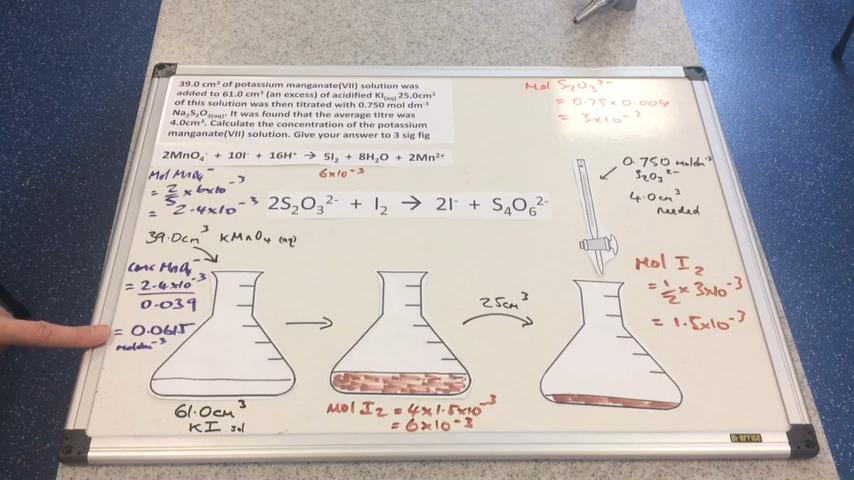 39.0 cm³ of potassium manganate(VII) solution was
added to 61.0 cm³ (an excess) of acidified KI(aq) 25.0cm³
of this solution was then titrated with 0.750 mol dm⁻³
Na₂S₂O₃(aq). It was found that the average titre was
4.0cm³. Calculate the concentration of the potassium
manganate(VII) solution. Give your answer to 3 sig fig
Mol S₂O₃²⁻
= 0.75 x 0.004
= 3x10⁻³
2MnO₄⁻ + 10I⁻ + 16H⁺ → 5I₂ + 8H₂O + 2Mn²⁺
6x10⁻³
Mol MnO₄⁻
= 2/5 x 6x10⁻³
= 2.4x10⁻³
2S₂O₃²⁻ + I₂ → 2I⁻ + S₄O₆²⁻
0.750 moldm⁻³
S₂O₃²⁻
4.0cm³
needed
39.0cm³ KMnO₄ (aq)
Conc MnO₄⁻
= 2.4x10⁻³
0.039
= 0.0615
moldm⁻³
25cm³
Mol I₂
= 1/2 x 3x10⁻³
= 1.5x10⁻³
61.0cm³
KI sol
Mol I₂ = 4x1.5x10⁻³
= 6x10⁻³
Bi-OFFICE